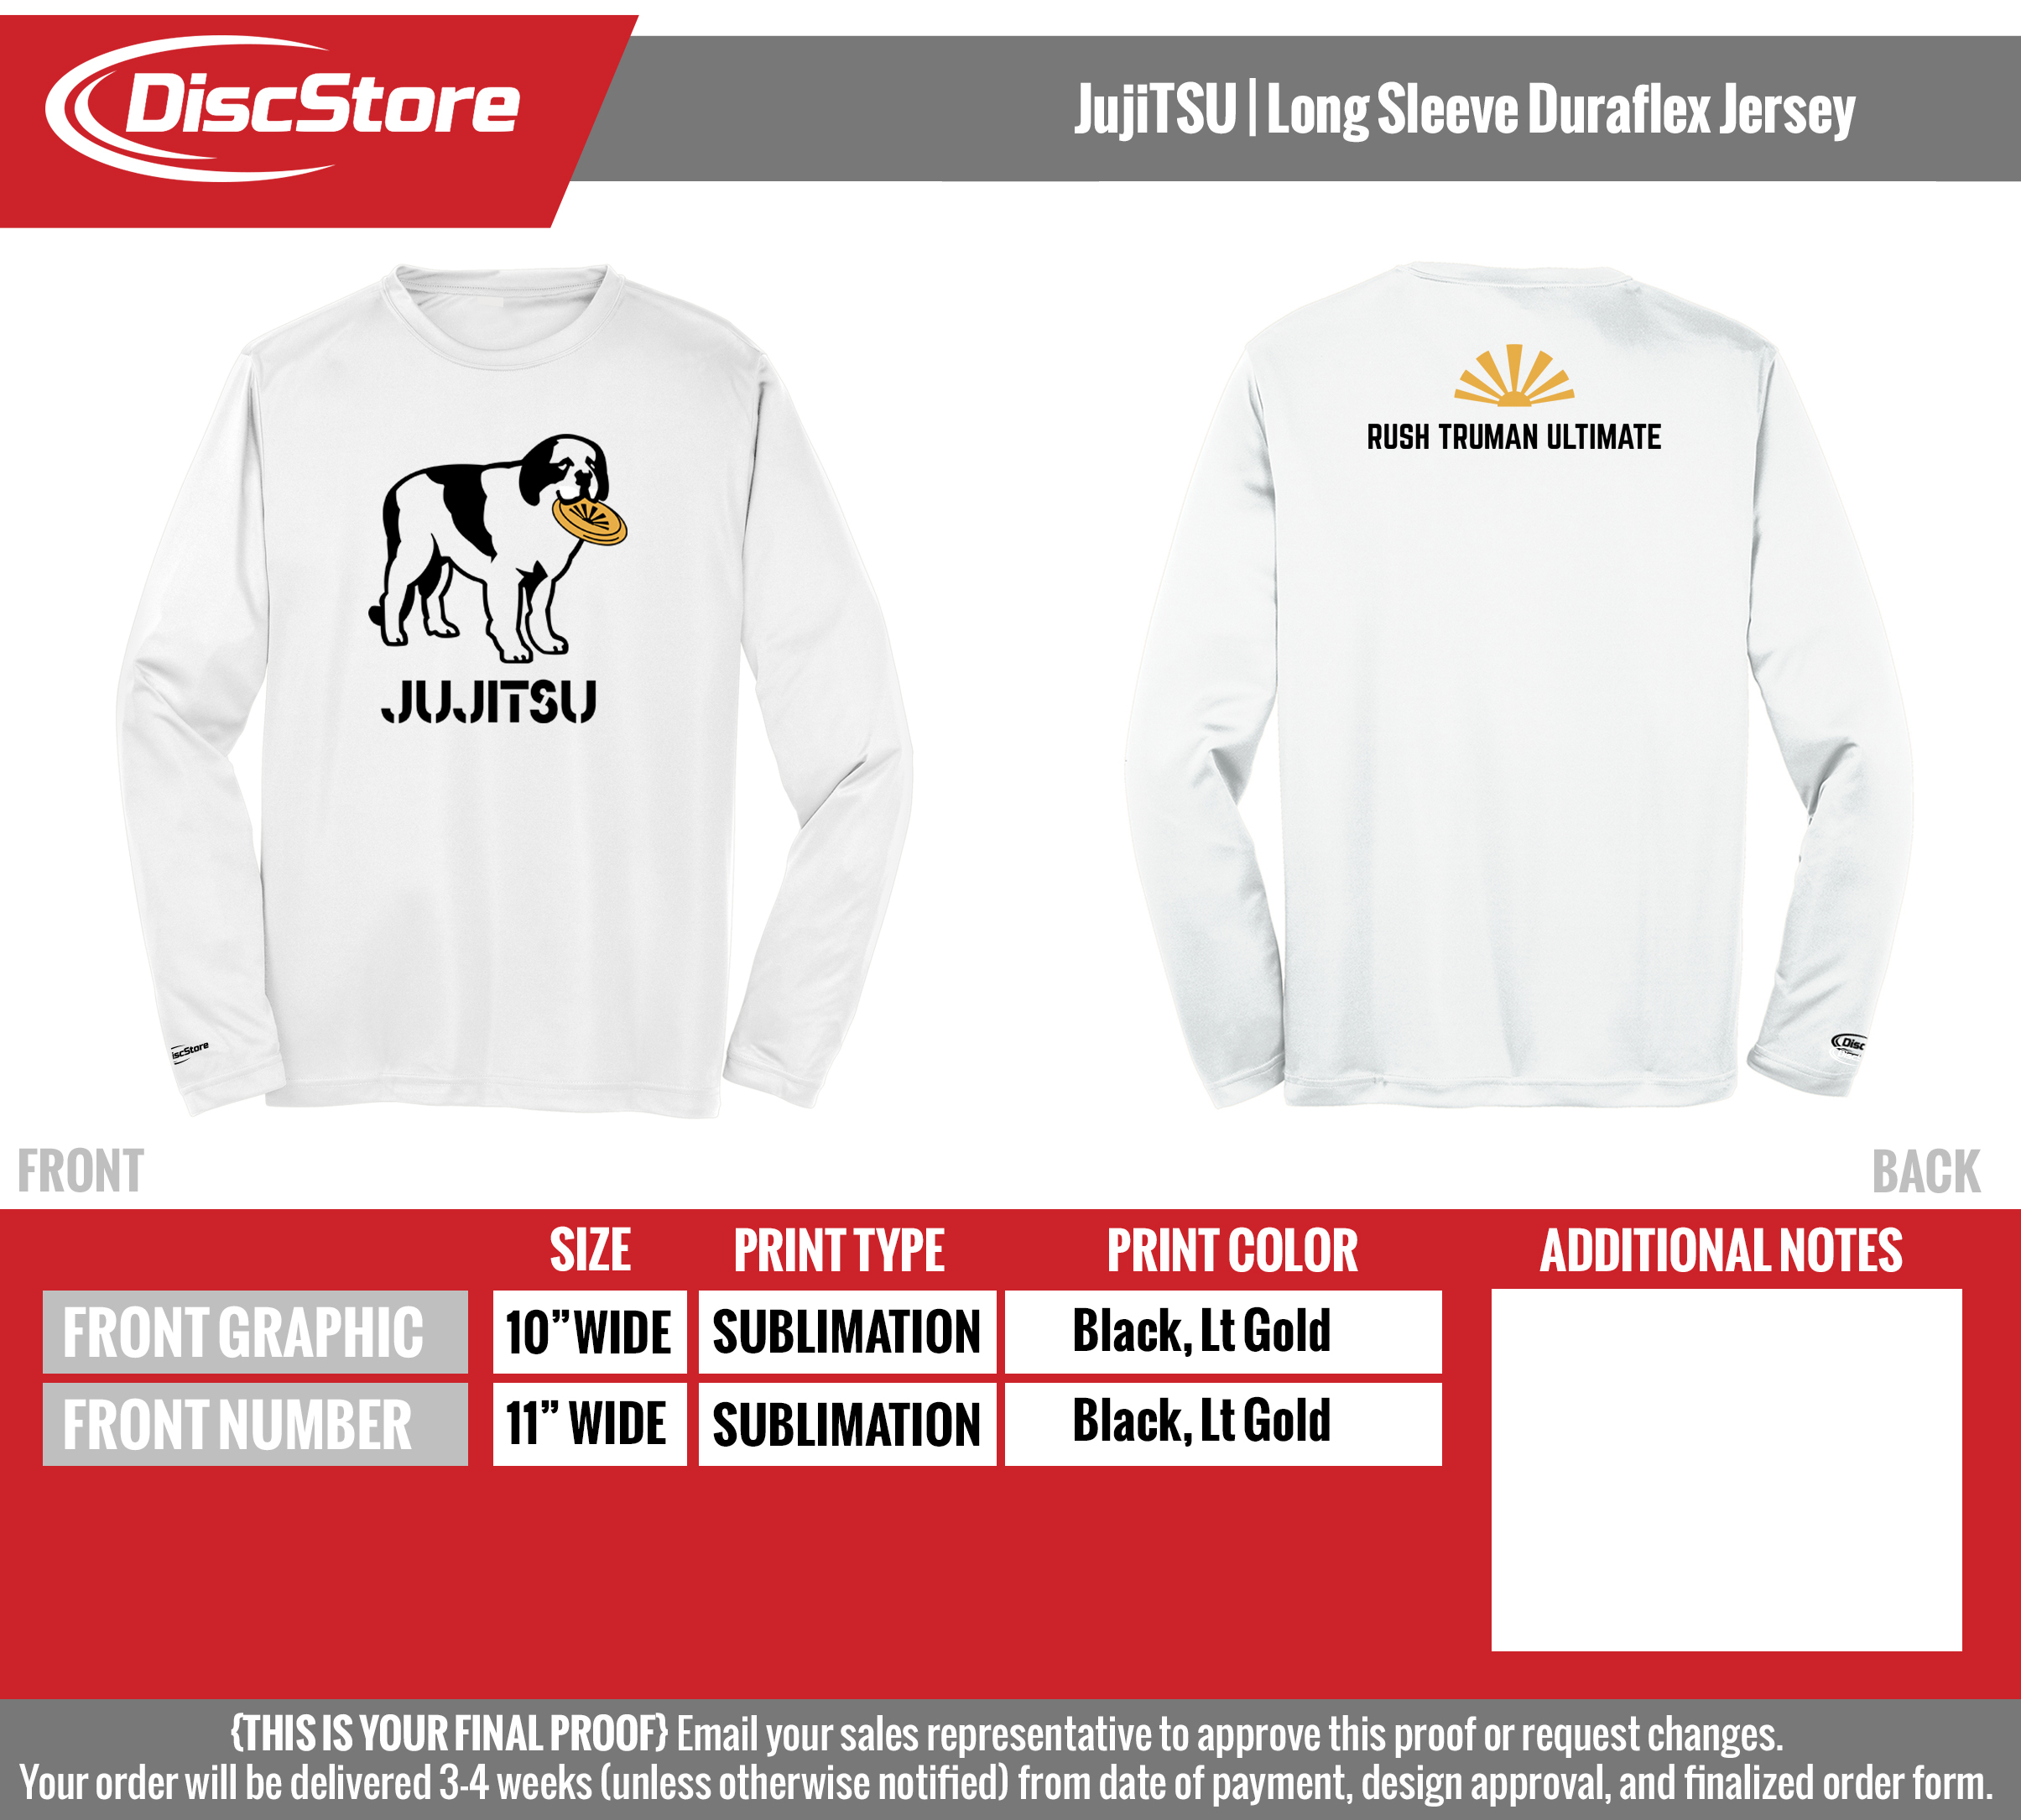 DiscStore
JujiTSU | Long Sleeve Duraflex Jersey
JUJITSU
RUSH TRUMAN ULTIMATE
iscStore
Disc
FRONT
BACK
SIZE PRINT TYPE PRINT COLOR ADDITIONAL NOTES
FRONT GRAPHIC 10” WIDE SUBLIMATION Black, Lt Gold
FRONT NUMBER 11” WIDE SUBLIMATION Black, Lt Gold
{THIS IS YOUR FINAL PROOF} Email your sales representative to approve this proof or request changes.
Your order will be delivered 3-4 weeks (unless otherwise notified) from date of payment, design approval, and finalized order form.